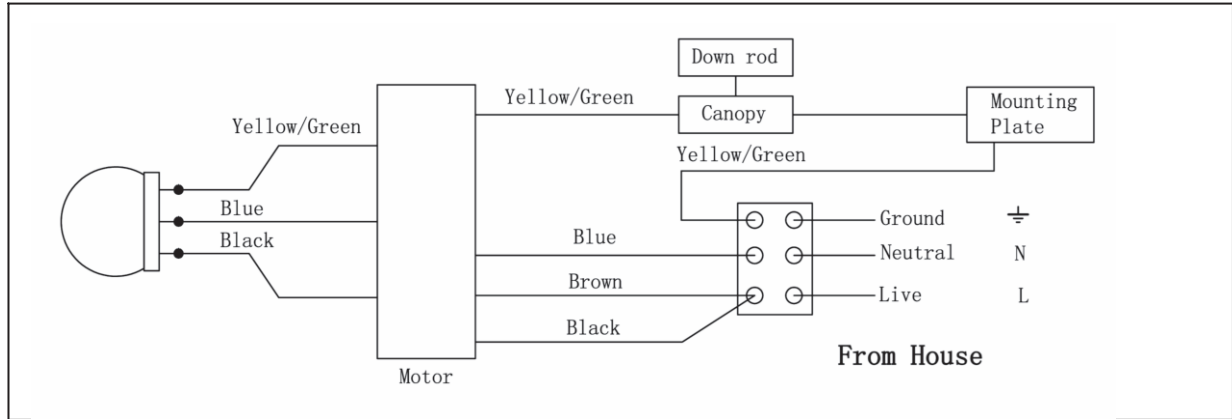 Down rod
Yellow/Green
Canopy
Mounting
Plate
Yellow/Green
Yellow/Green
Blue
Black
Ground
Blue
Neutral
N
Brown
Live
L
Black
From House
Motor